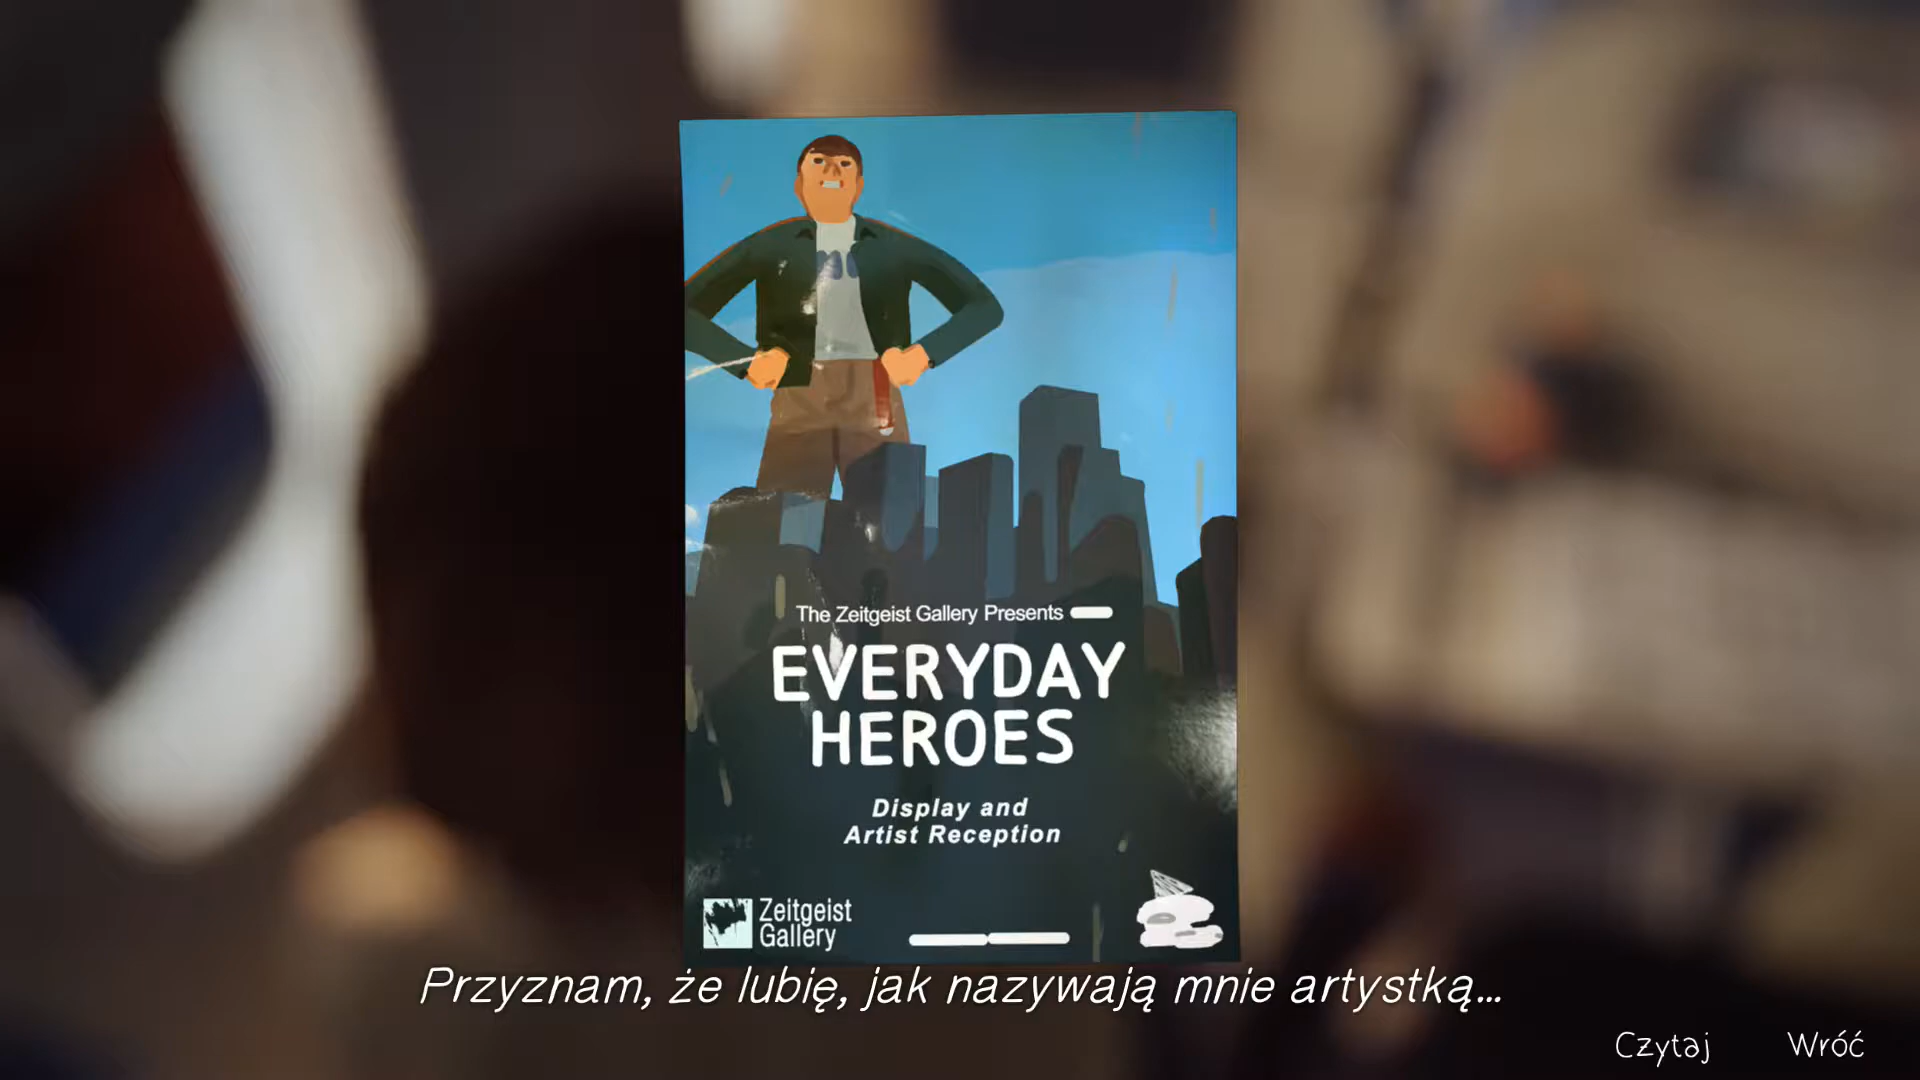 The Zeitgeist Gallery Presents
EVERYDAY
HEROES
Display and
Artist Reception
Zeitgeist
Gallery
Przyznam, że lubię, jak nazywają mnie artystką...
Czytaj Wróć